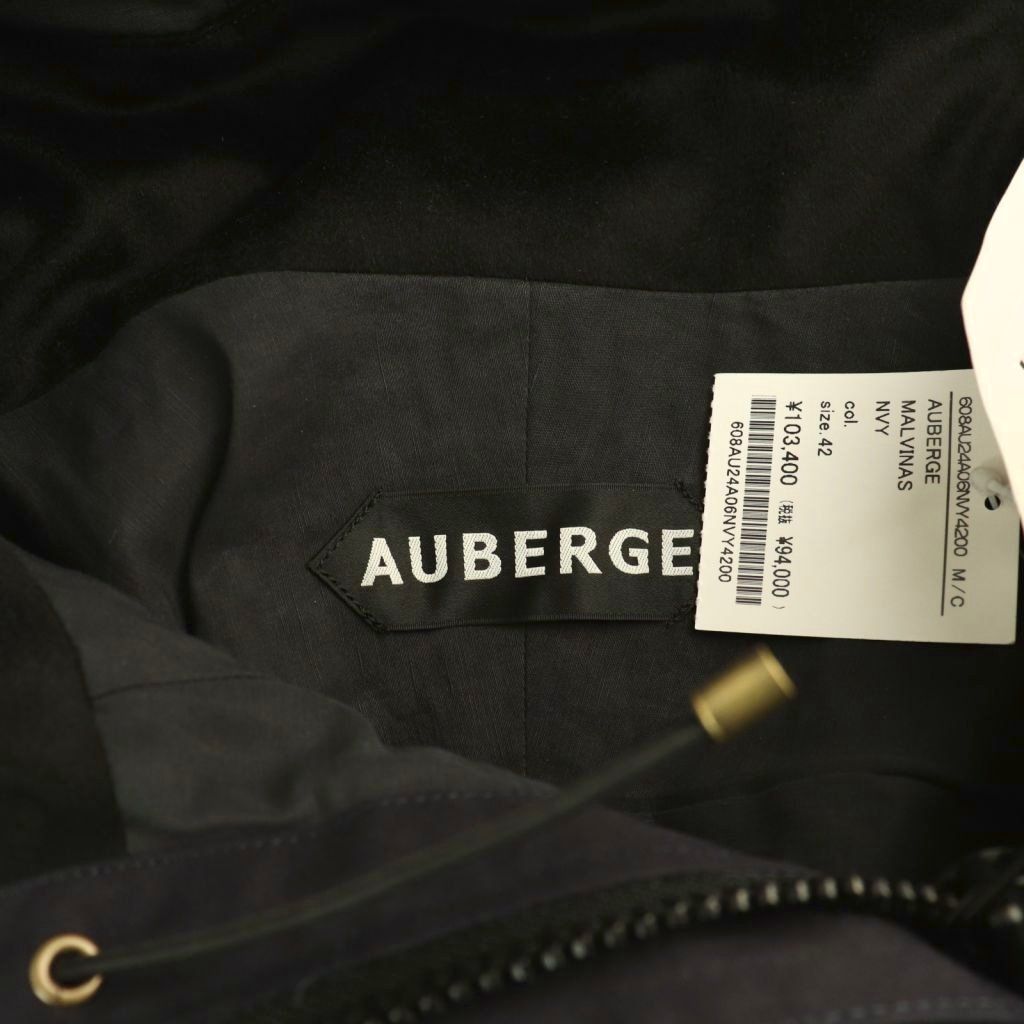 AUBERGE
608AU24A06NVY4200 M/C
AUBERGE
MALVINAS
NVY
col.
size. 42
¥103,400 (税抜 ¥94,000)
608AU24A06NVY4200